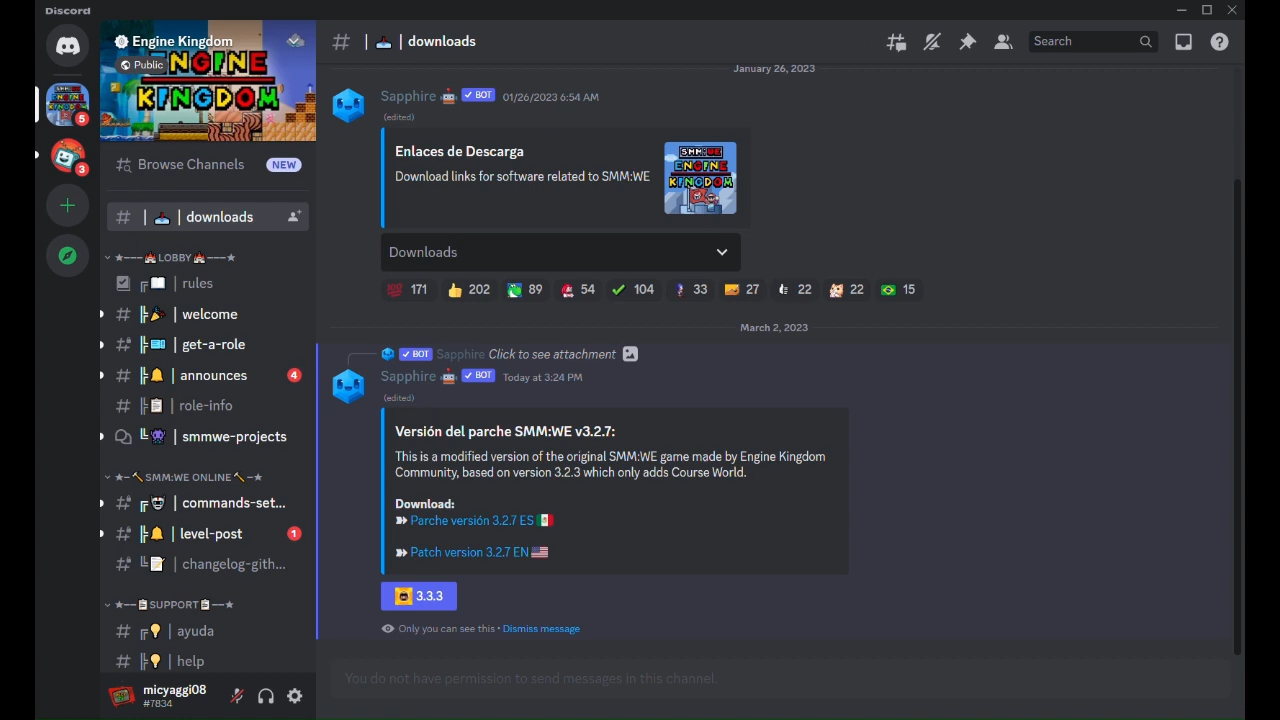 Discord
Engine Kingdom
Public
ENGINE
KINGDOM
5
3
Browse Channels NEW
# | | downloads
★−−−LOBBY−−−★
| rules
| welcome
| get-a-role
| announces 4
| role-info
| smmwe-projects
★−SMM:WE ONLINE−★
| commands-set...
| level-post 1
| changelog-gith...
★−−SUPPORT−−★
| ayuda
| help
micyaggi08
#7834
# | | downloads
Search
January 26, 2023
Sapphire ✓ BOT 01/26/2023 6:54 AM
(edited)
Enlaces de Descarga
Download links for software related to SMM:WE
SMM:WE
ENGINE
KINGDOM
Downloads
171 202 89 54 104 33 27 22 22 15
March 2, 2023
✓ BOT Sapphire Click to see attachment
Sapphire ✓ BOT Today at 3:24 PM
(edited)
Versión del parche SMM:WE v3.2.7:
This is a modified version of the original SMM:WE game made by Engine Kingdom
Community, based on version 3.2.3 which only adds Course World.
Download:
➽ Parche versión 3.2.7 ES
➽ Patch version 3.2.7 EN
3.3.3
Only you can see this • Dismiss message
You do not have permission to send messages in this channel.